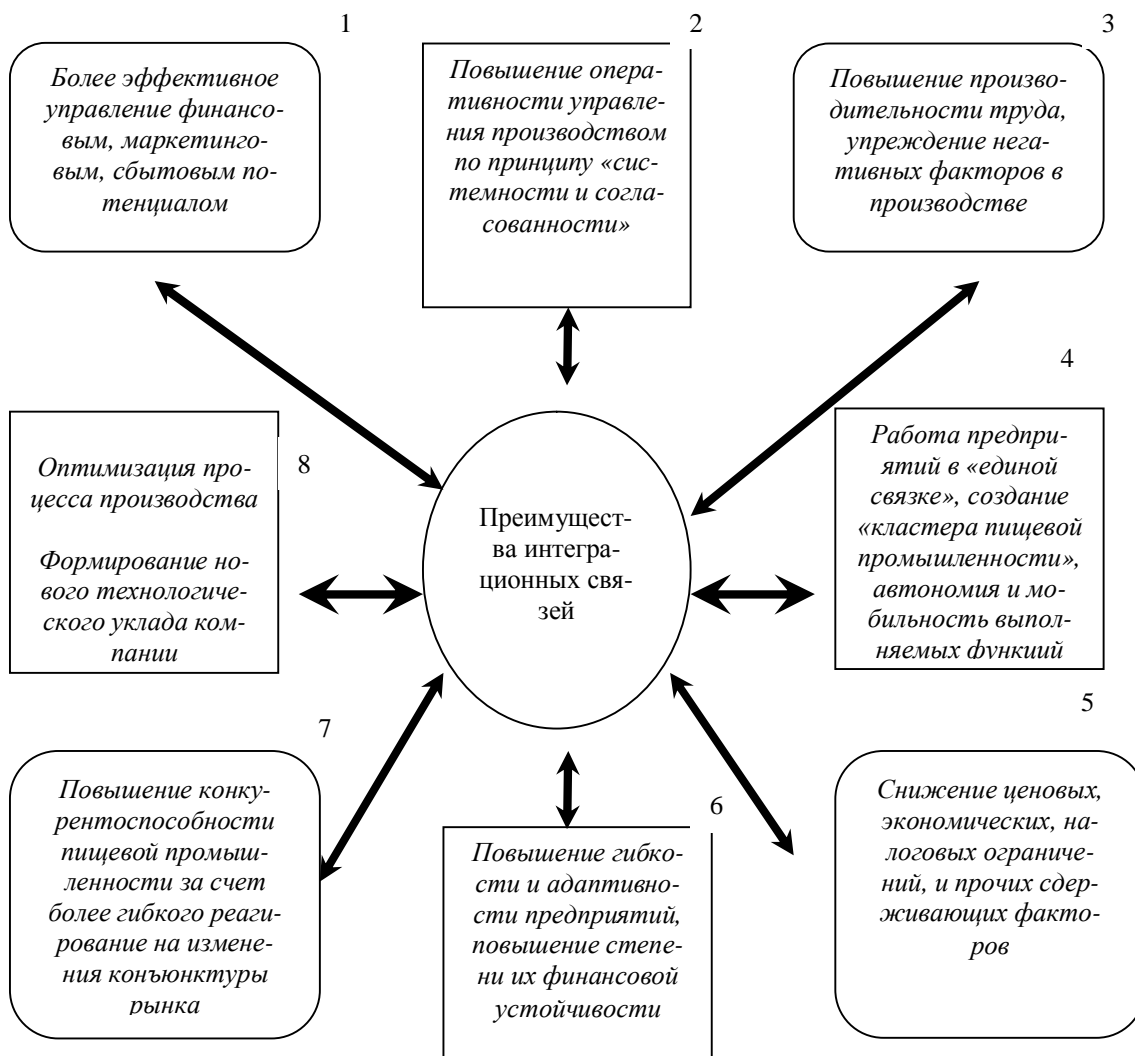 1
Более эффективное
управление финансо-
вым, маркетинго-
вым, сбытовым по-
тенциалом
2
Повышение опера-
тивности управле-
ния производством
по принципу «сис-
темности и согла-
сованности»
3
Повышение произво-
дительности труда,
упреждение нега-
тивных факторов в
производстве
4
Работа предпри-
ятий в «единой
связке», создание
«кластера пищевой
промышленности»,
автономия и мо-
бильность выпол-
няемых функций
8
Оптимизация про-
цесса производства
Формирование но-
вого технологиче-
ского уклада ком-
пании
Преимущест-
ва интегра-
ционных свя-
зей
7
Повышение конку-
рентоспособности
пищевой промыш-
ленности за счет
более гибкого реаги-
рование на измене-
ния конъюнктуры
рынка
6
Повышение гибко-
сти и адаптивно-
сти предприятий,
повышение степе-
ни их финансовой
устойчивости
5
Снижение ценовых,
экономических, на-
логовых ограниче-
ний, и прочих сдер-
живающих факто-
ров